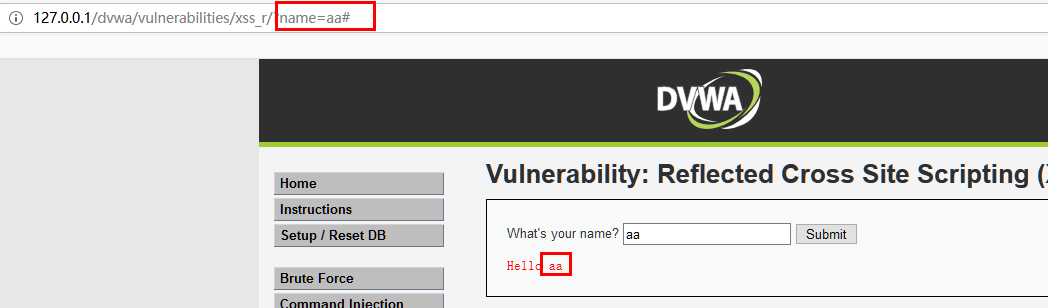 127.0.0.1/dvwa/vulnerabilities/xss_r/?name=aa#
DVWA
Home
Instructions
Setup / Reset DB
Brute Force
Command Injection
Vulnerability: Reflected Cross Site Scripting (
What's your name? aa Submit
Hello aa